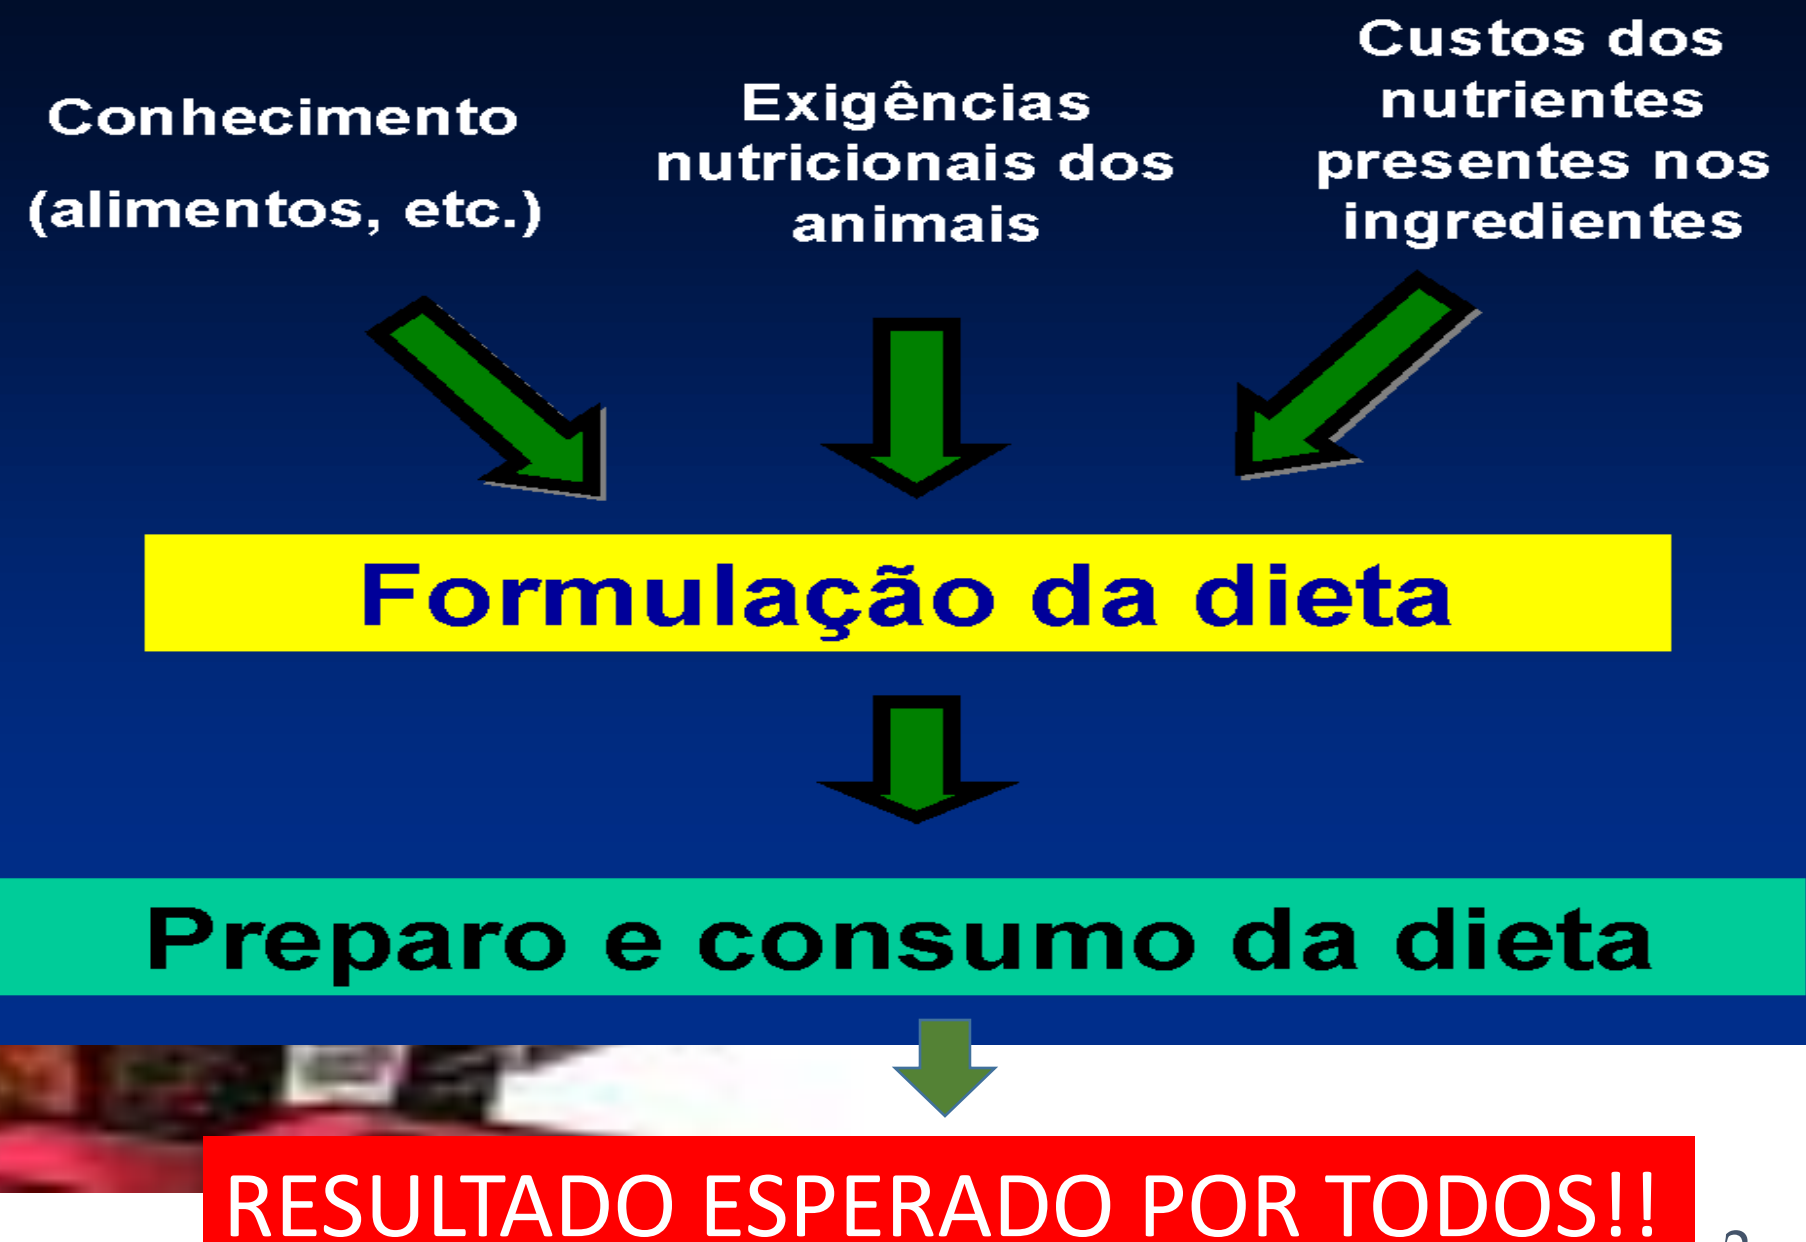 Conhecimento
(alimentos, etc.)
Exigências
nutricionais dos
animais
Custos dos
nutrientes
presentes nos
ingredientes
Formulação da dieta
Preparo e consumo da dieta
RESULTADO ESPERADO POR TODOS!!